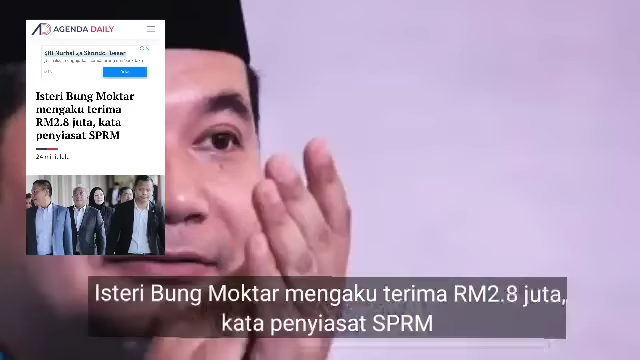 AGENDA DAILY
Isteri Bung Moktar
mengaku terima
RM2.8 juta, kata
penyiasat SPRM
Isteri Bung Moktar mengaku terima RM2.8 juta,
kata penyiasat SPRM